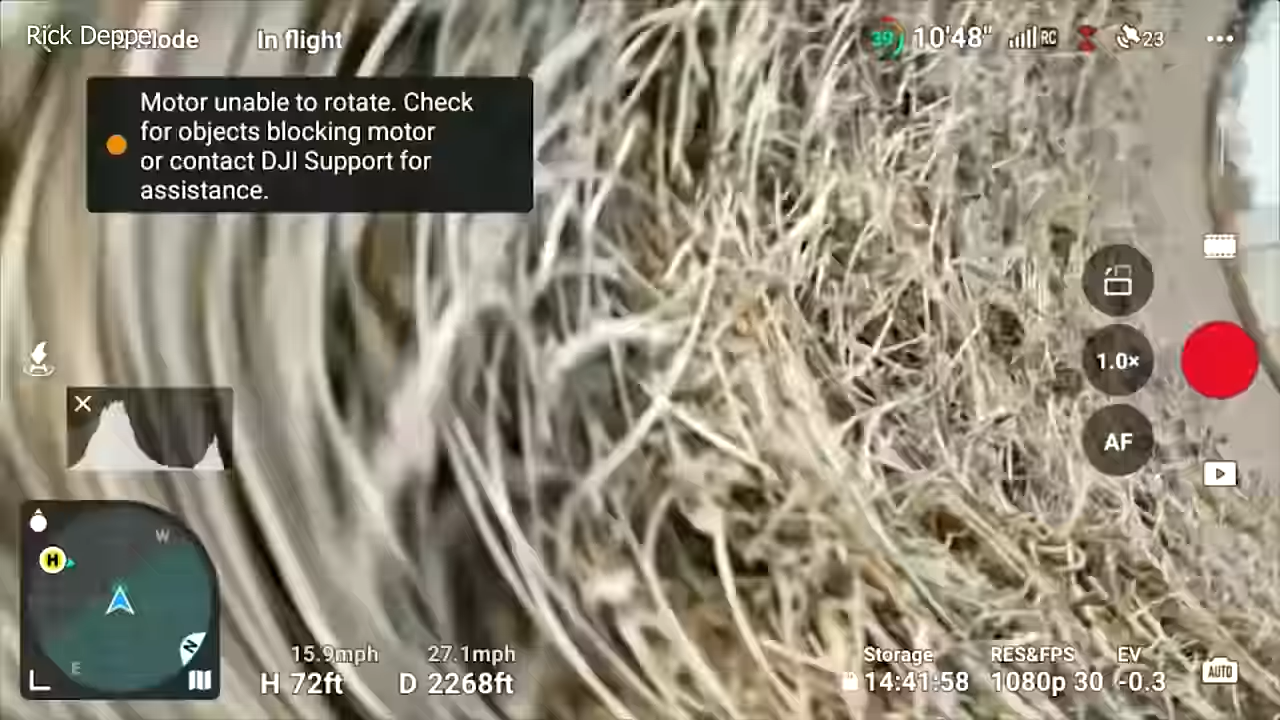 Rick Deppe
Mode
In flight
39
10'48"
RC
23
Motor unable to rotate. Check
for objects blocking motor
or contact DJI Support for
assistance.
1.0×
AF
W
H
N
E
15.9mph
27.1mph
H 72ft
D 2268ft
Storage
14:41:58
RES&FPS
1080p 30
EV
-0.3
AUTO